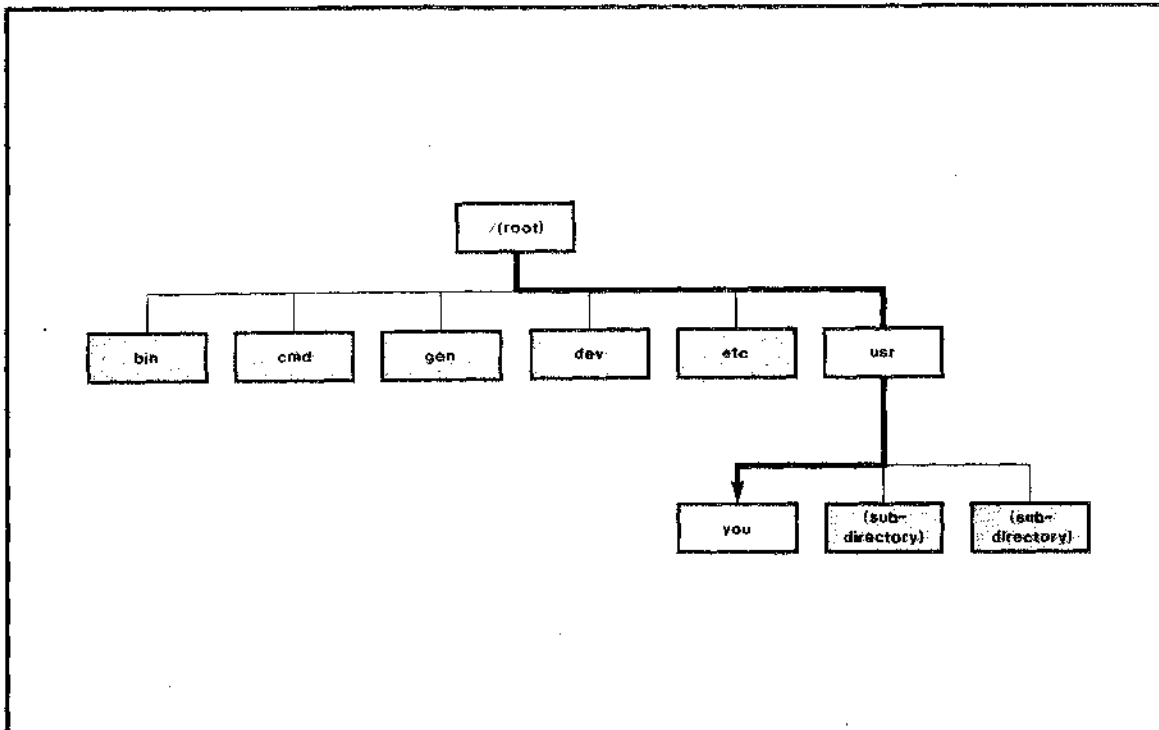 /(root)
bin
cmd
gen
dev
etc
usr
you
(sub-
directory)
(sub-
directory)